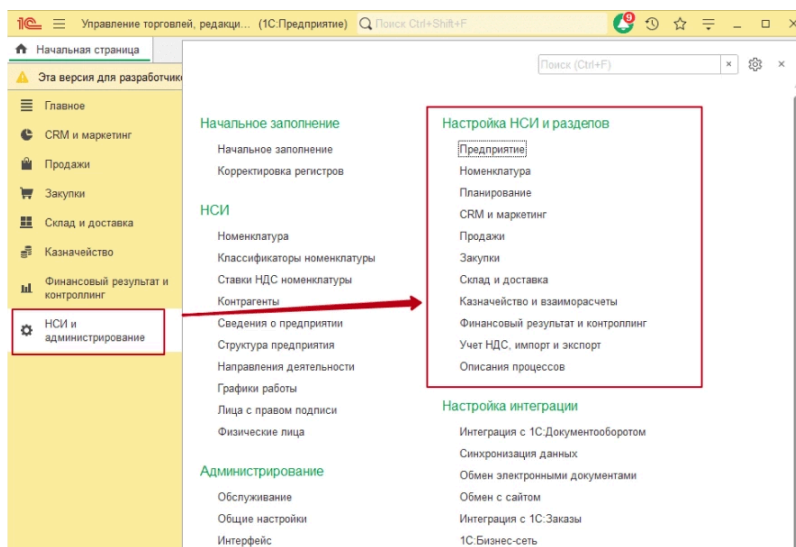 1С Управление торговлей, редакци... (1С:Предприятие) Поиск Ctrl+Shift+F 9
Начальная страница
Эта версия для разработчико
Поиск (Ctrl+F)
Главное
CRM и маркетинг
Продажи
Закупки
Склад и доставка
Казначейство
Финансовый результат и
контроллинг
НСИ и
администрирование
Начальное заполнение
Начальное заполнение
Корректировка регистров
НСИ
Номенклатура
Классификаторы номенклатуры
Ставки НДС номенклатуры
Контрагенты
Сведения о предприятии
Структура предприятия
Направления деятельности
Графики работы
Лица с правом подписи
Физические лица
Администрирование
Обслуживание
Общие настройки
Интерфейс
Настройка НСИ и разделов
Предприятие
Номенклатура
Планирование
CRM и маркетинг
Продажи
Закупки
Склад и доставка
Казначейство и взаиморасчеты
Финансовый результат и контроллинг
Учет НДС, импорт и экспорт
Описания процессов
Настройка интеграции
Интеграция с 1С:Документооборотом
Синхронизация данных
Обмен электронными документами
Обмен с сайтом
Интеграция с 1С:Заказы
1С:Бизнес-сеть